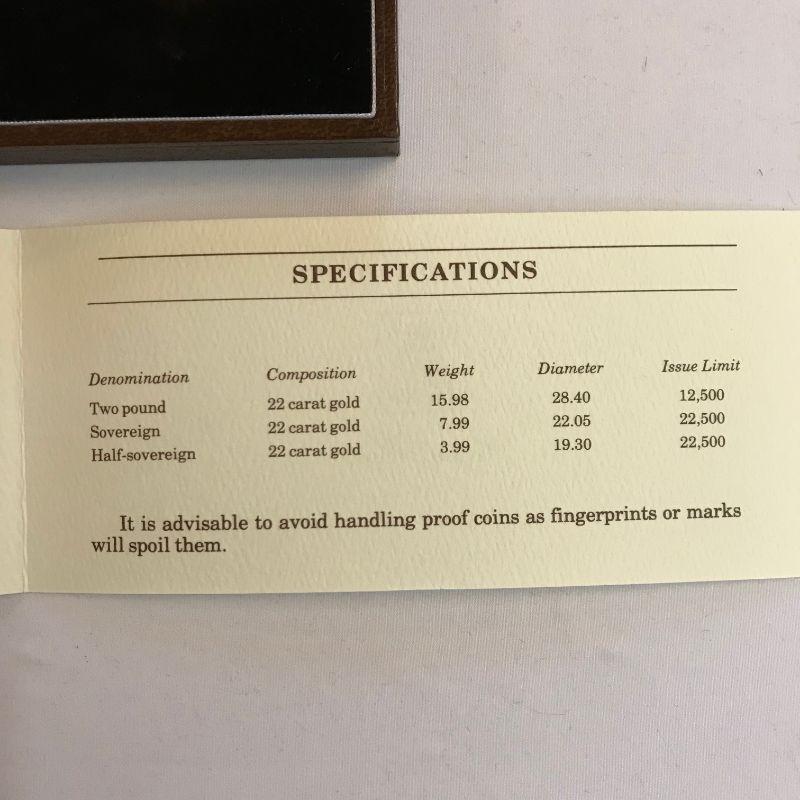 SPECIFICATIONS
Denomination Composition Weight Diameter Issue Limit
Two pound 22 carat gold 15.98 28.40 12,500
Sovereign 22 carat gold 7.99 22.05 22,500
Half-sovereign 22 carat gold 3.99 19.30 22,500
It is advisable to avoid handling proof coins as fingerprints or marks
will spoil them.